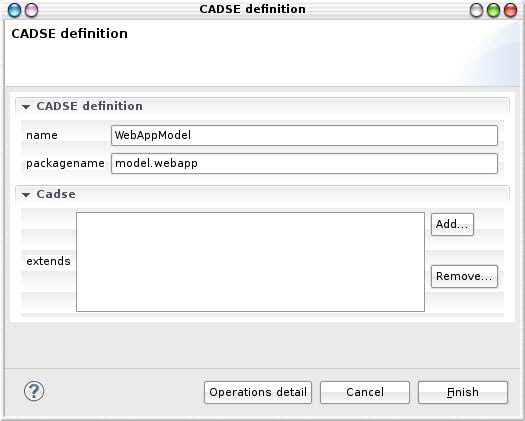 CADSE definition
CADSE definition
CADSE definition
name WebAppModel
packagename model.webapp
Cadse
Add...
extends
Remove...
? Operations detail Cancel Finish